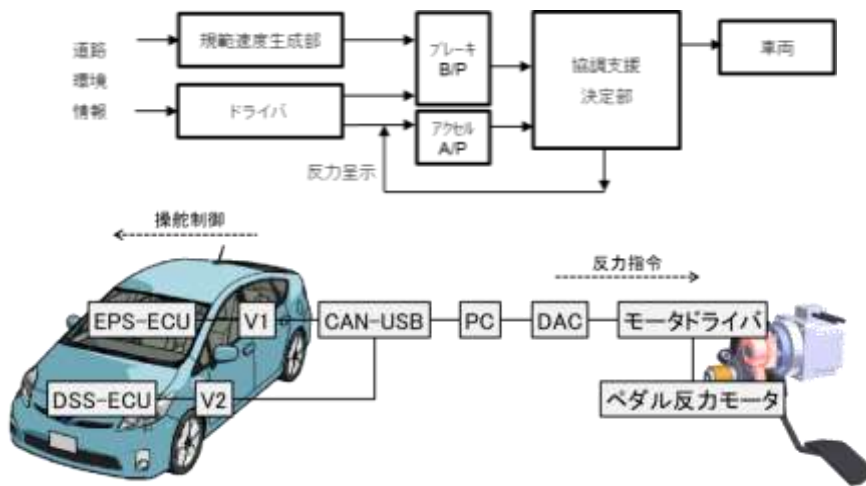 道路
環境
情報
規範速度生成部
ドライバ
ブレーキ
B/P
アクセル
A/P
協調支援
決定部
車両
反力呈示
操舵制御
反力指令
EPS-ECU
V1
CAN-USB
PC
DAC
モータドライバ
DSS-ECU
V2
ペダル反力モータ